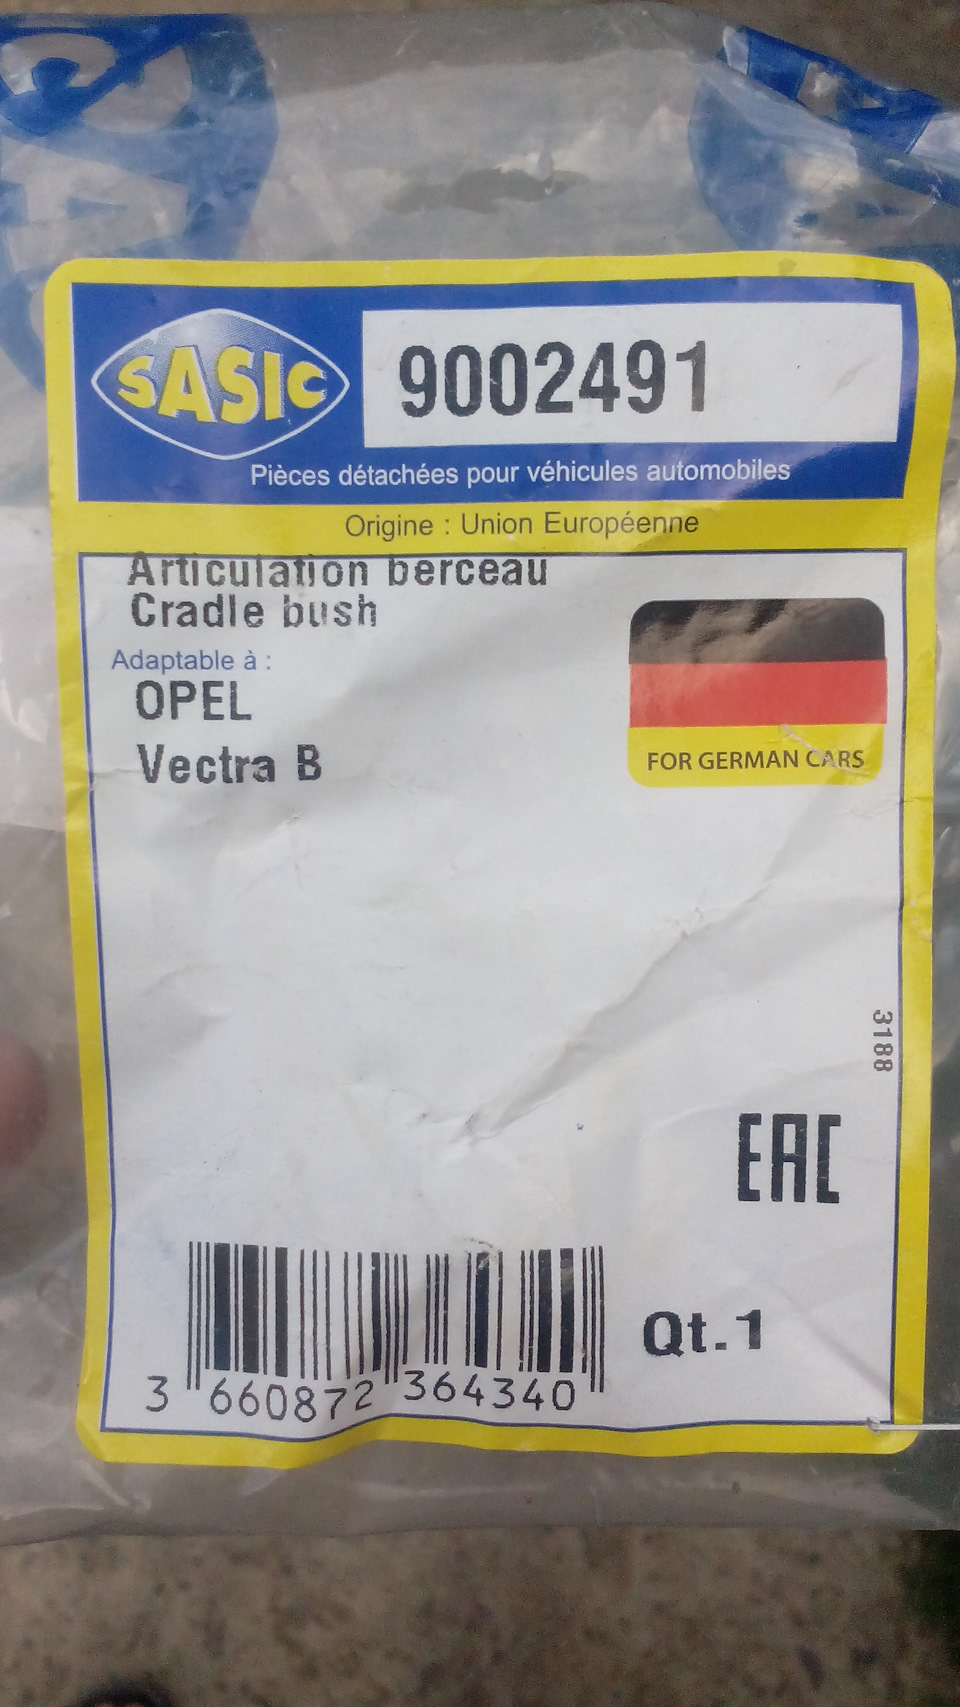 SASIC
9002491
Pièces détachées pour véhicules automobiles
Origine : Union Européenne
Articulation berceau
Cradle bush
Adaptable à :
OPEL
Vectra B
FOR GERMAN CARS
3188
EAC
Qt.1
3 660872 364340